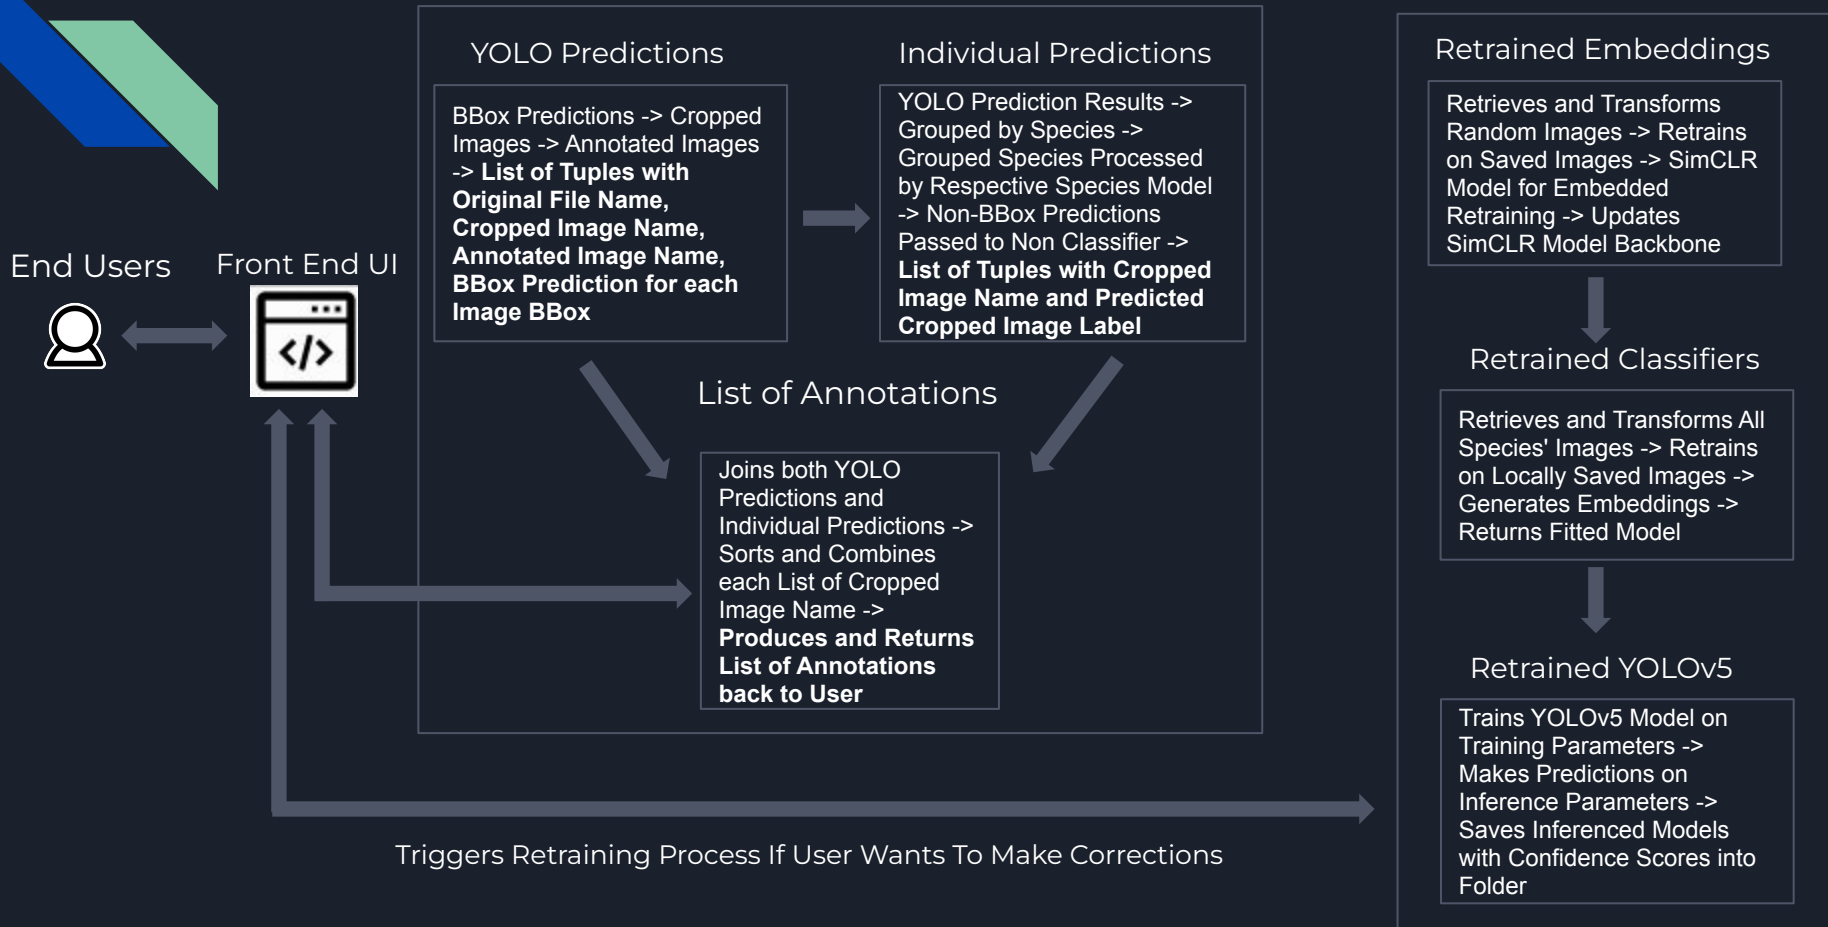 YOLO Predictions
BBox Predictions -> Cropped
Images -> Annotated Images
-> List of Tuples with
Original File Name,
Cropped Image Name,
Annotated Image Name,
BBox Prediction for each
Image BBox
Individual Predictions
YOLO Prediction Results ->
Grouped by Species ->
Grouped Species Processed
by Respective Species Model
-> Non-BBox Predictions
Passed to Non Classifier ->
List of Tuples with Cropped
Image Name and Predicted
Cropped Image Label
End Users
Front End UI
</>
List of Annotations
Joins both YOLO
Predictions and
Individual Predictions ->
Sorts and Combines
each List of Cropped
Image Name ->
Produces and Returns
List of Annotations
back to User
Triggers Retraining Process If User Wants To Make Corrections
Retrained Embeddings
Retrieves and Transforms
Random Images -> Retrains
on Saved Images -> SimCLR
Model for Embedded
Retraining -> Updates
SimCLR Model Backbone
Retrained Classifiers
Retrieves and Transforms All
Species' Images -> Retrains
on Locally Saved Images ->
Generates Embeddings ->
Returns Fitted Model
Retrained YOLOv5
Trains YOLOv5 Model on
Training Parameters ->
Makes Predictions on
Inference Parameters ->
Saves Inferenced Models
with Confidence Scores into
Folder